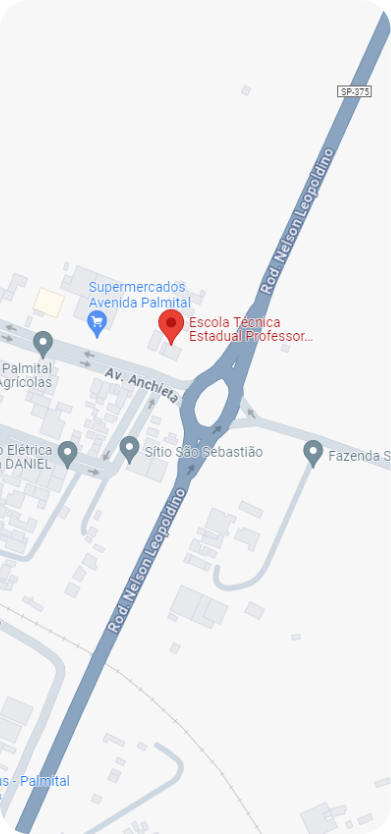 SP-375
Rod. Nelson Leopoldino
Supermercados
Avenida Palmital
Escola Técnica
Estadual Professor...
Palmital
Agrícolas
Av. Anchieta
Elétrica
DANIEL
Sítio São Sebastião
Fazenda S
Rod. Nelson Leopoldino
us - Palmital